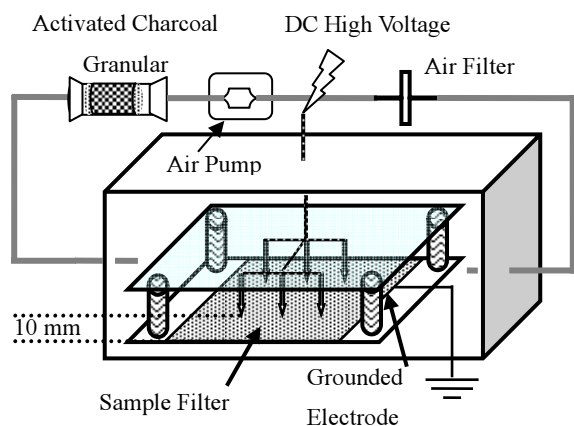 Activated Charcoal
Granular
DC High Voltage
Air Filter
Air Pump
10 mm
Sample Filter
Grounded
Electrode